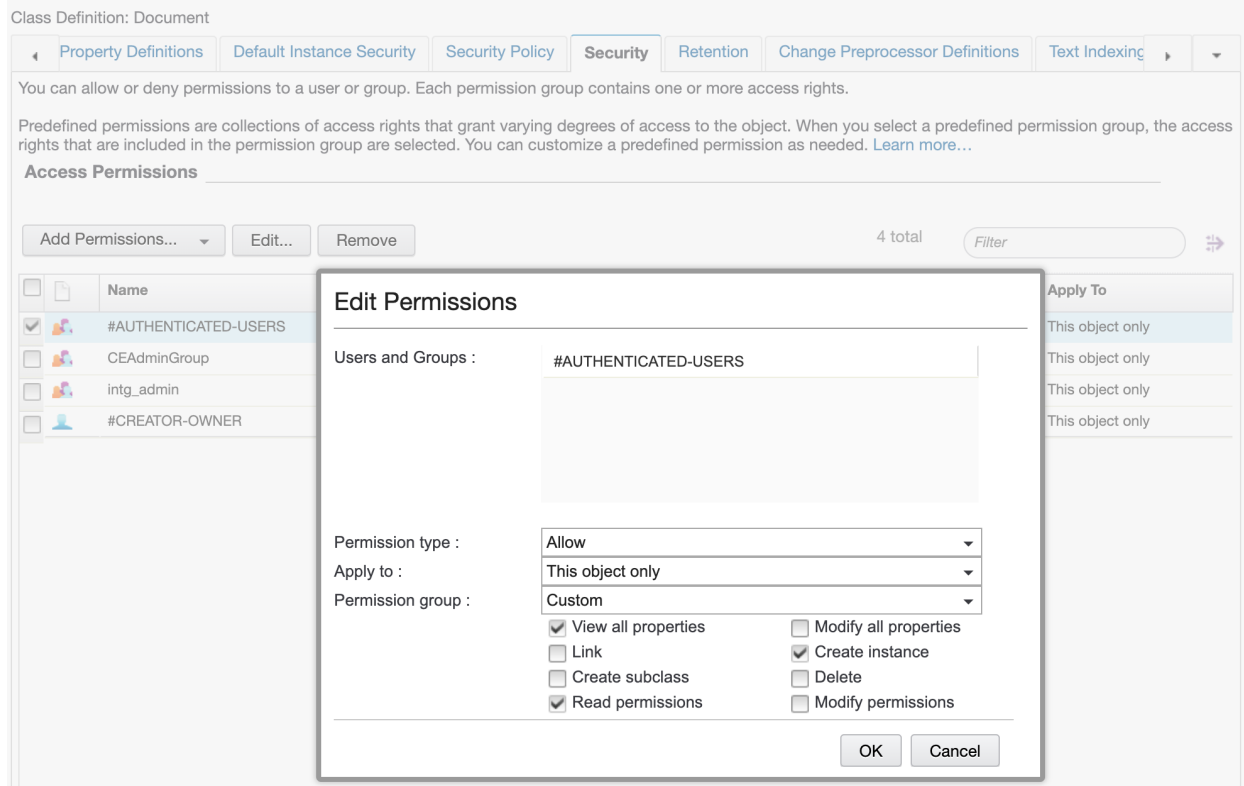 Class Definition: Document
Property Definitions
Default Instance Security
Security Policy
Security
Retention
Change Preprocessor Definitions
Text Indexing
You can allow or deny permissions to a user or group. Each permission group contains one or more access rights.
Predefined permissions are collections of access rights that grant varying degrees of access to the object. When you select a predefined permission group, the access
rights that are included in the permission group are selected. You can customize a predefined permission as needed. Learn more…
Access Permissions
Add Permissions...
Edit...
Remove
4 total
Filter
Name
Apply To
#AUTHENTICATED-USERS
This object only
CEAdminGroup
This object only
intg_admin
This object only
#CREATOR-OWNER
This object only
Edit Permissions
Users and Groups :
#AUTHENTICATED-USERS
Permission type :
Allow
Apply to :
This object only
Permission group :
Custom
View all properties
Modify all properties
Link
Create instance
Create subclass
Delete
Read permissions
Modify permissions
OK
Cancel